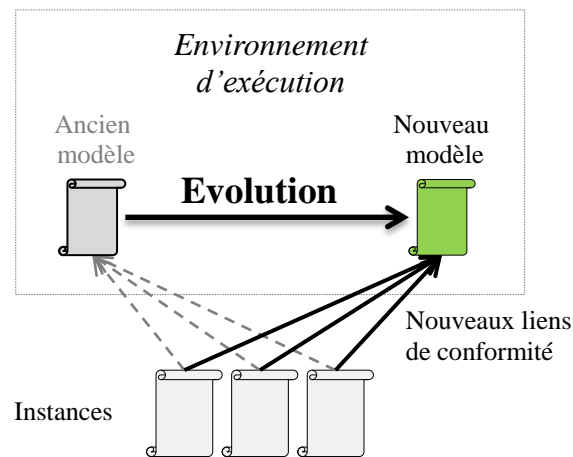 Environnement
d’exécution
Ancien
modèle
Nouveau
modèle
Evolution
Nouveaux liens
de conformité
Instances